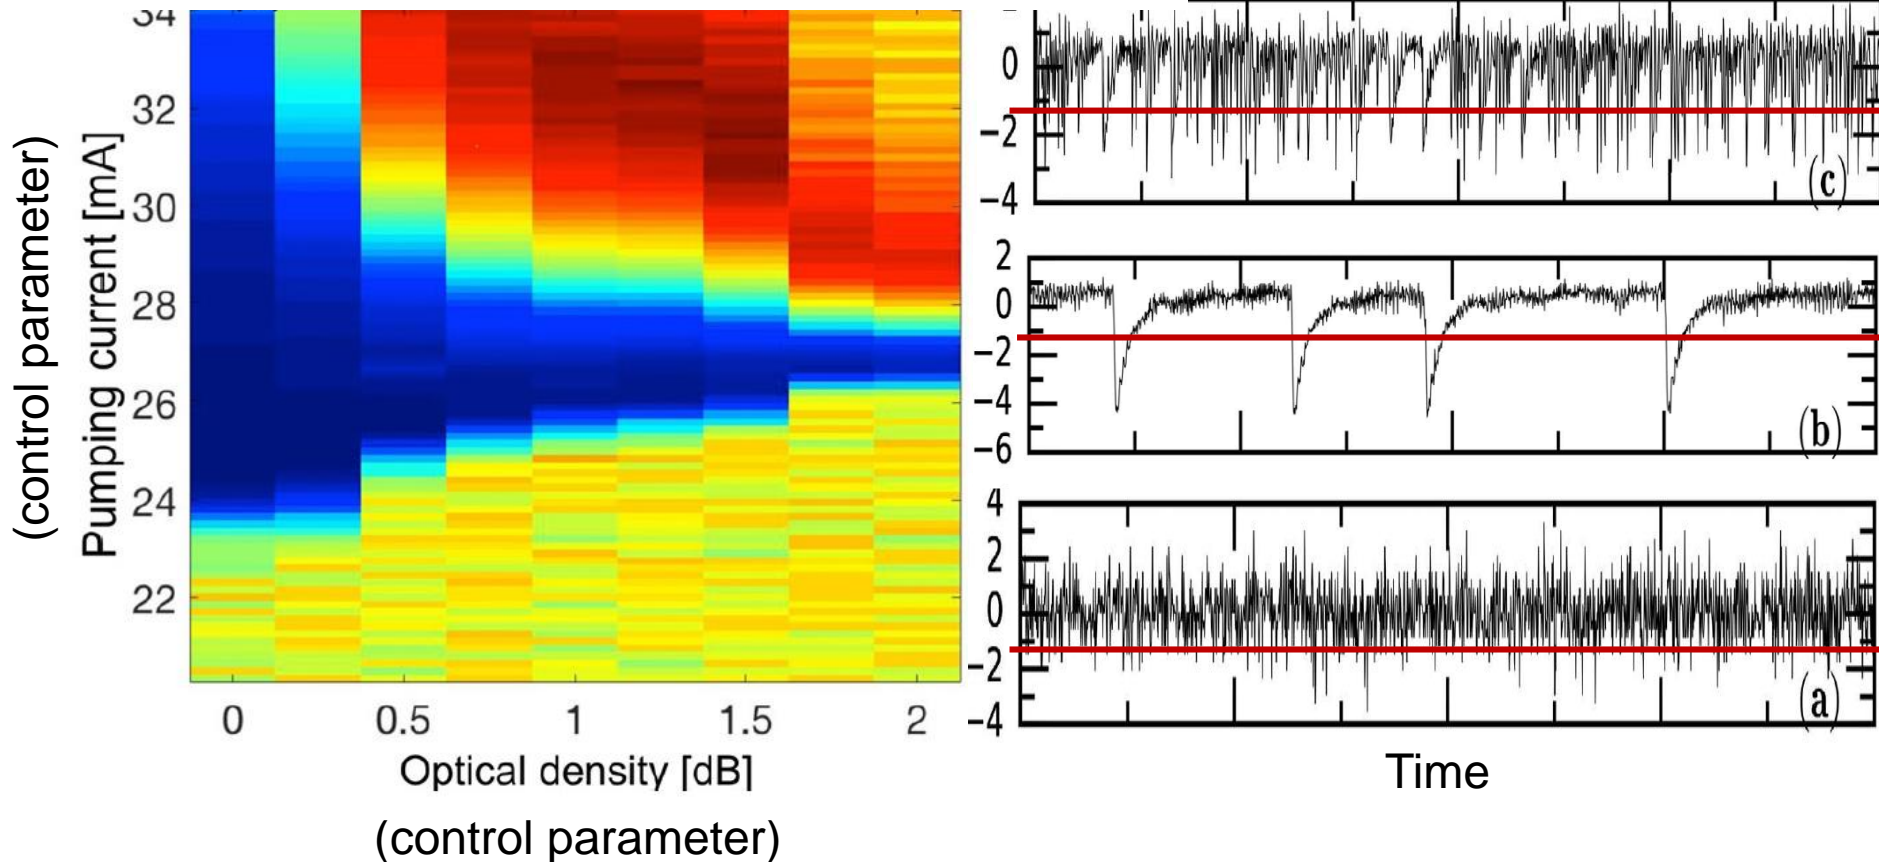 34
32
30
28
26
24
22
Pumping current [mA]
(control parameter)
0 0.5 1 1.5 2
Optical density [dB]
(control parameter)
0
−2
−4
(c)
2
0
−2
−4
−6
(b)
4
2
0
−2
−4
(a)
Time